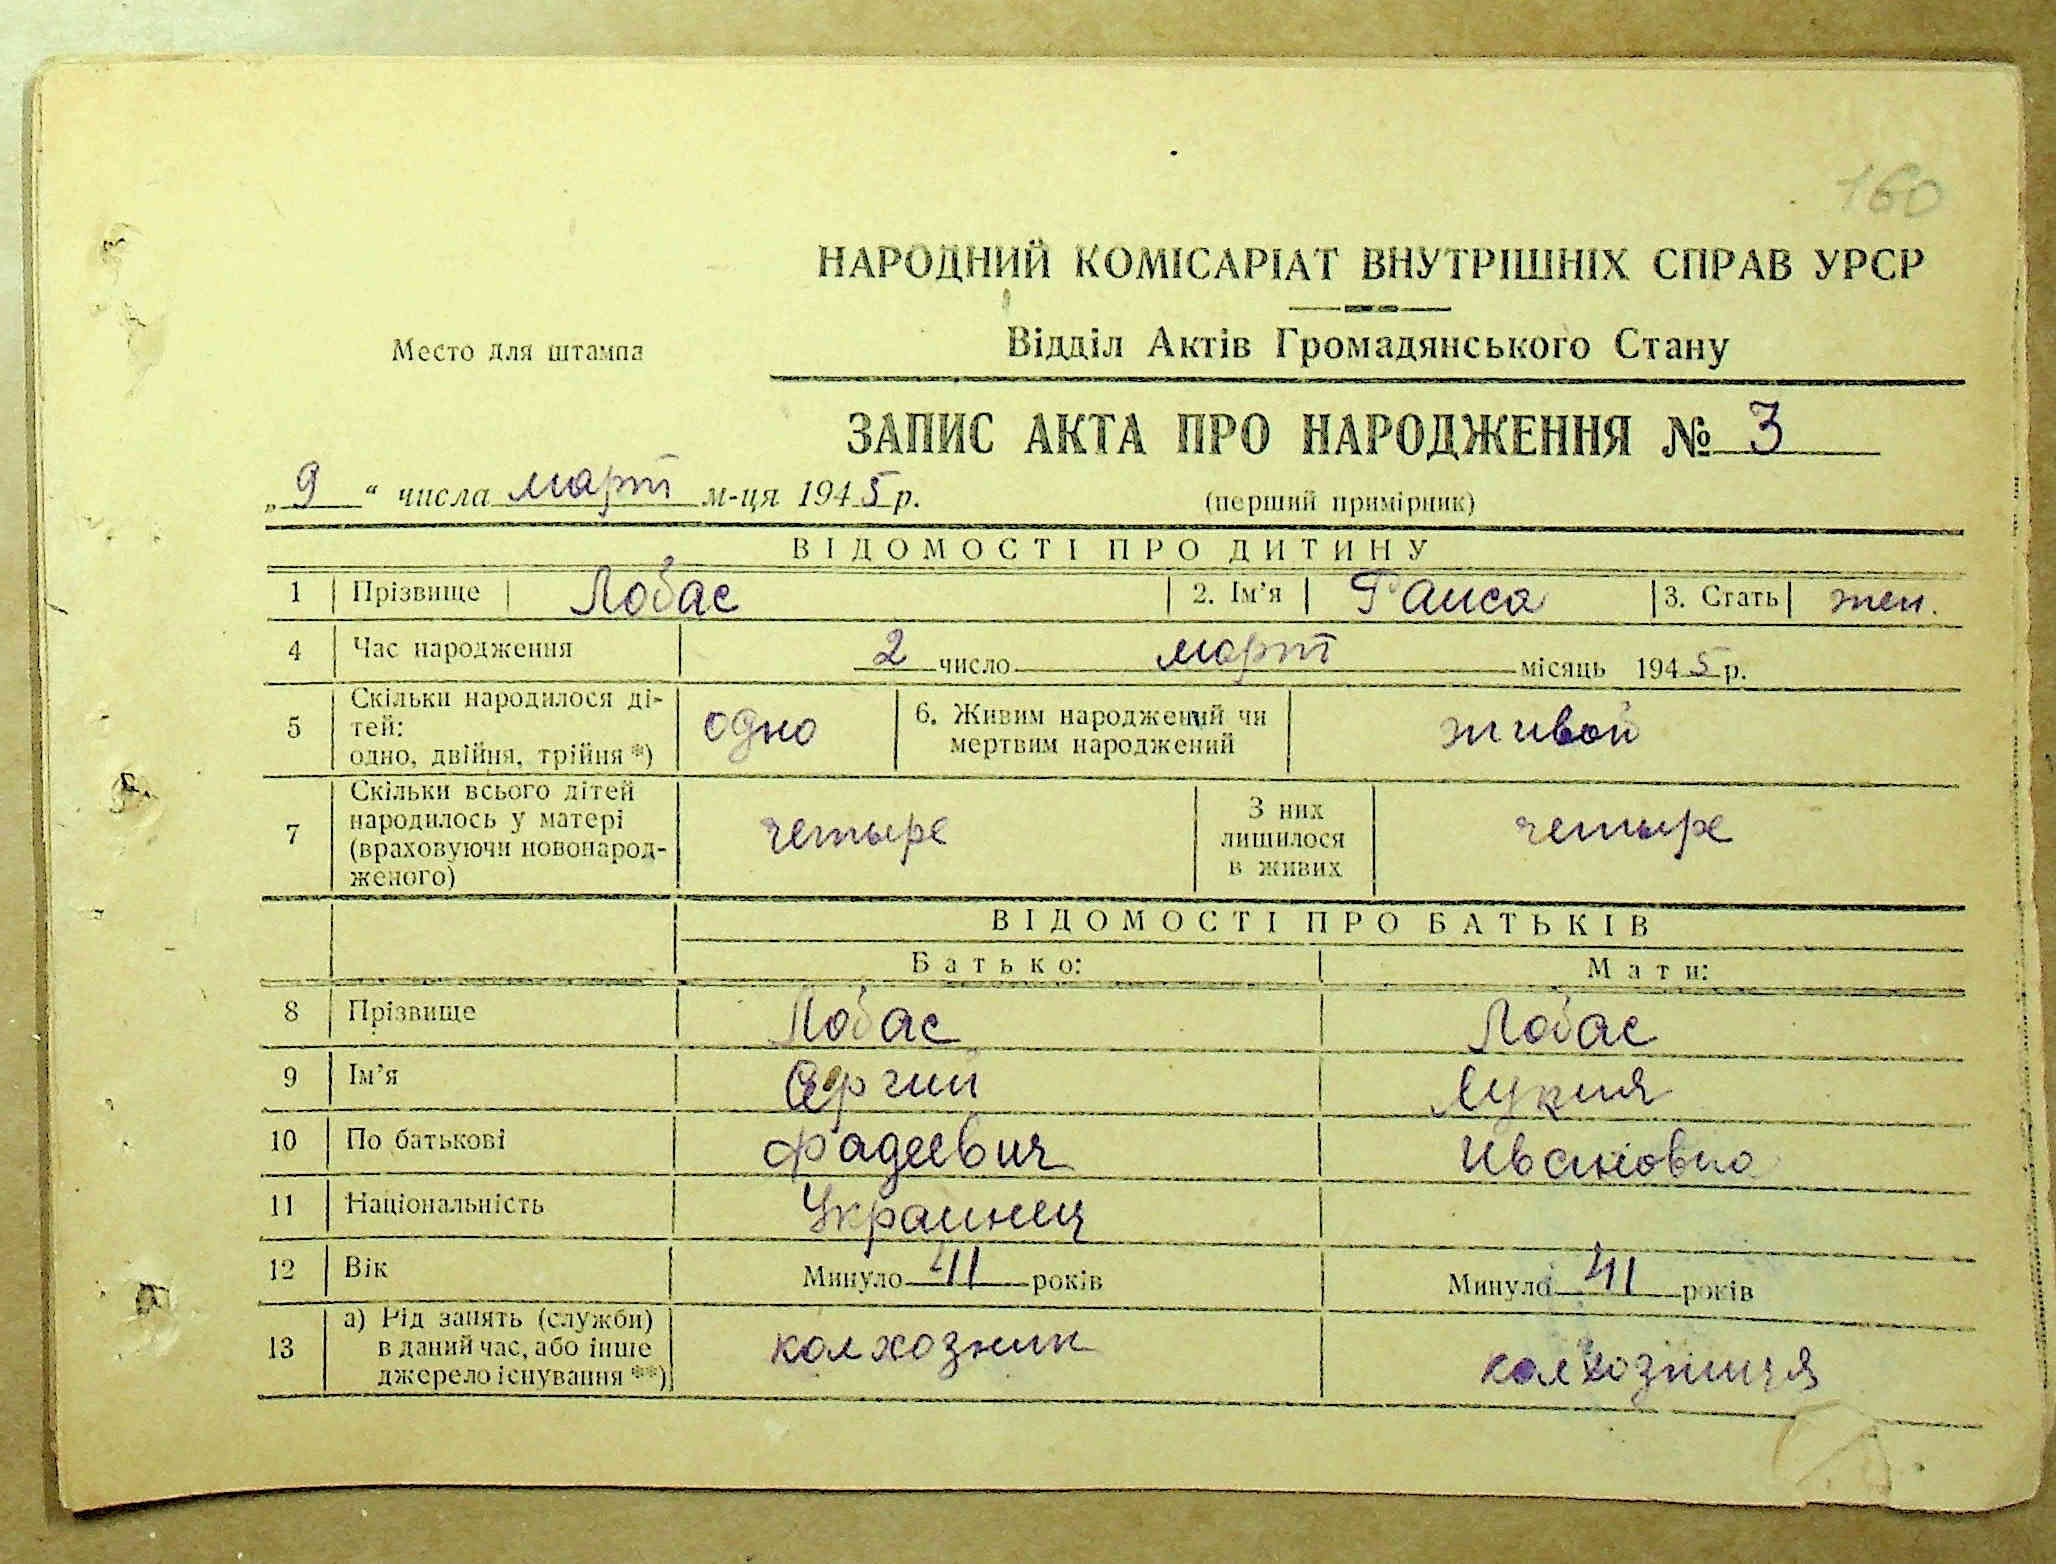 160
НАРОДНИЙ КОМІСАРІАТ ВНУТРІШНІХ СПРАВ УРСР
Место для штампа
Відділ Актів Громадянського Стану
ЗАПИС АКТА ПРО НАРОДЖЕННЯ № 3
„9“ числа март м-ця 1945 р.
(перший примірник)
ВІДОМОСТІ ПРО ДИТИНУ
1 Прізвище Лобас 2. Ім’я Раиса 3. Стать жен.
4 Час народження 2 число март місяць 1945 р.
5 Скільки народилося ді-
тей:
одно, двійня, трійня *) одно 6. Живим народжений чи
мертвим народжений живой
7 Скільки всього дітей
народилось у матері
(враховуючи новонарод-
женого) четыре З них
лишилося
в живих четыре
ВІДОМОСТІ ПРО БАТЬКІВ
Батько: Мати:
8 Прізвище Лобас Лобас
9 Ім’я Сергий Лукия
10 По батькові Фадеевич Ивановна
11 Національність Украинец
12 Вік Минуло 41 років Минуло 41 років
13 а) Рід занять (служби)
в даний час, або інше
джерело існування **) колхозник колхозниця